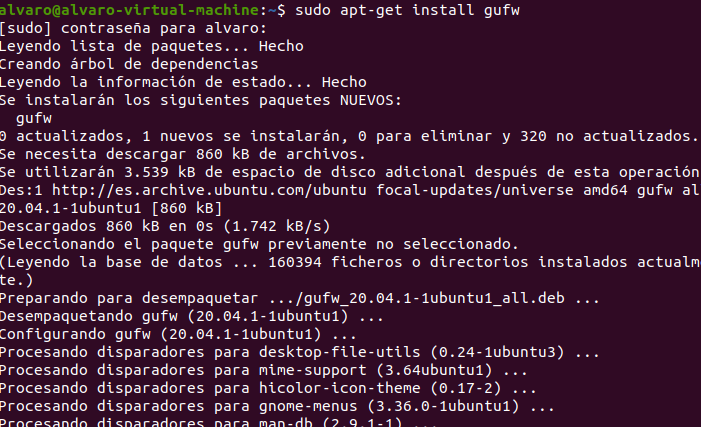 alvaro@alvaro-virtual-machine:~$ sudo apt-get install gufw
[sudo] contraseña para alvaro:
Leyendo lista de paquetes... Hecho
Creando árbol de dependencias
Leyendo la información de estado... Hecho
Se instalarán los siguientes paquetes NUEVOS:
  gufw
0 actualizados, 1 nuevos se instalarán, 0 para eliminar y 320 no actualizados.
Se necesita descargar 860 kB de archivos.
Se utilizarán 3.539 kB de espacio de disco adicional después de esta operación
Des:1 http://es.archive.ubuntu.com/ubuntu focal-updates/universe amd64 gufw al
20.04.1-1ubuntu1 [860 kB]
Descargados 860 kB en 0s (1.742 kB/s)
Seleccionando el paquete gufw previamente no seleccionado.
(Leyendo la base de datos ... 160394 ficheros o directorios instalados actualm
te.)
Preparando para desempaquetar .../gufw_20.04.1-1ubuntu1_all.deb ...
Desempaquetando gufw (20.04.1-1ubuntu1) ...
Configurando gufw (20.04.1-1ubuntu1) ...
Procesando disparadores para desktop-file-utils (0.24-1ubuntu3) ...
Procesando disparadores para mime-support (3.64ubuntu1) ...
Procesando disparadores para hicolor-icon-theme (0.17-2) ...
Procesando disparadores para gnome-menus (3.36.0-1ubuntu1) ...
Procesando disparadores para man-db (2.9.1-1) ...